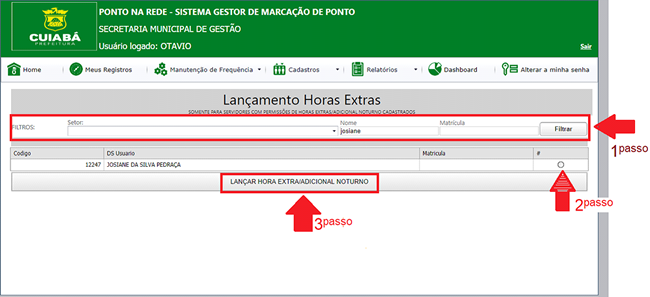 CUIABÁ
PREFEITURA
PONTO NA REDE - SISTEMA GESTOR DE MARCAÇÃO DE PONTO
SECRETARIA MUNICIPAL DE GESTÃO
Usuário logado: OTAVIO
Sair
Home Meus Registros Manutenção de Frequência Cadastros Relatórios Dashboard Alterar a minha senha
Lançamento Horas Extras
SOMENTE PARA SERVIDORES COM PERMISSÕES DE HORAS EXTRAS/ADICIONAL NOTURNO CADASTRADOS
FILTROS: Setor: Nome Matrícula
josiane Filtrar
1passo
Codigo DS Usuario Matricula #
12247 JOSIANE DA SILVA PEDRAÇA
LANÇAR HORA EXTRA/ADICIONAL NOTURNO
2passo
3passo